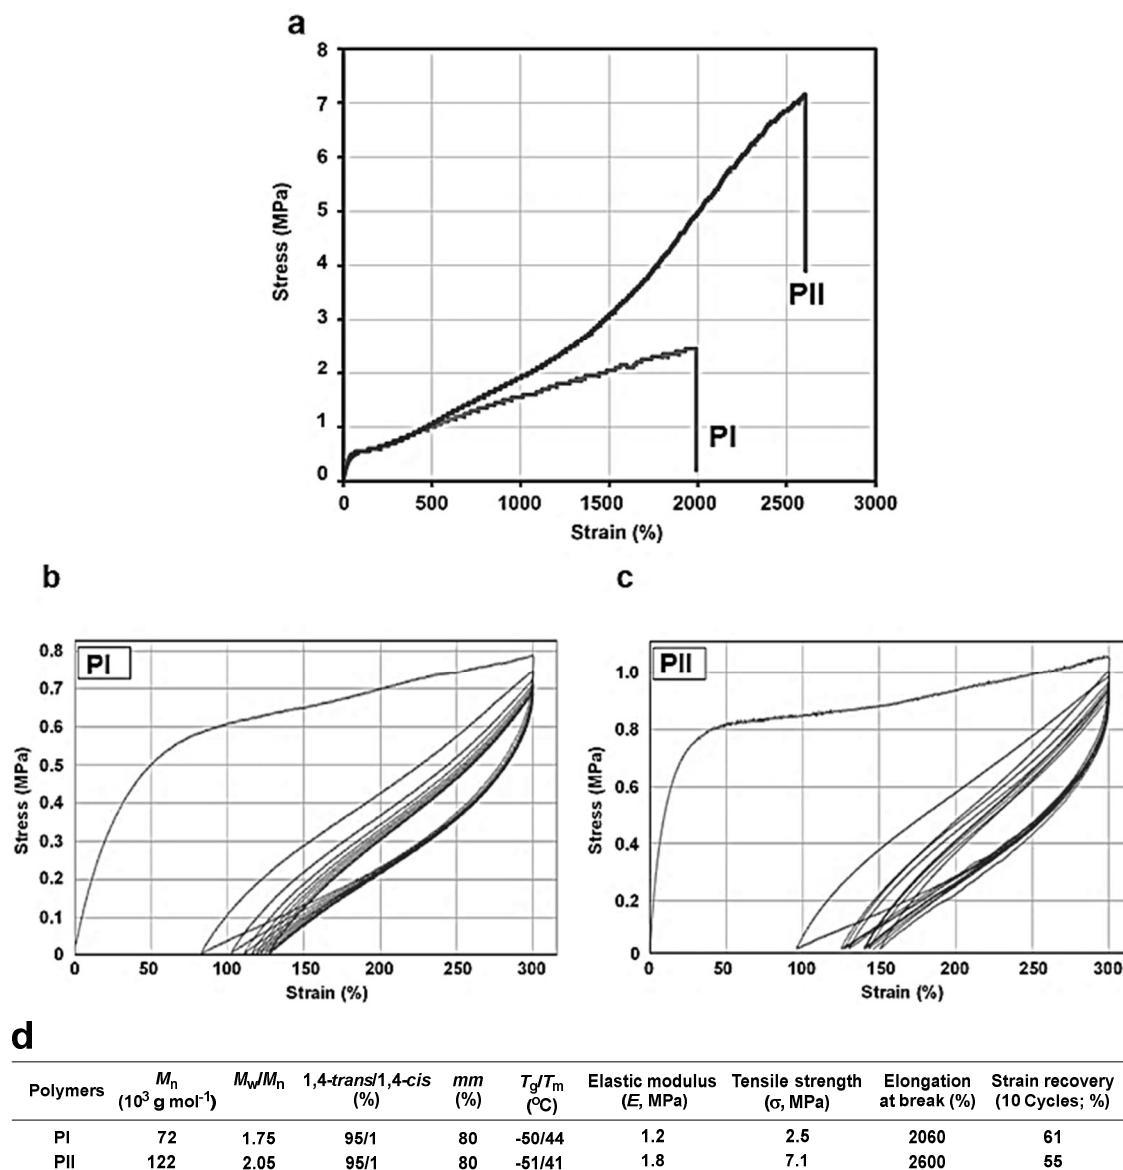 a
8
7
6
5
4
3
2
1
0
Stress (MPa)
PII
PI
0 500 1000 1500 2000 2500 3000
Strain (%)
b
PI
0.8
0.7
0.6
0.5
0.4
0.3
0.2
0.1
0
Stress (MPa)
0 50 100 150 200 250 300
Strain (%)
c
PII
1.0
0.8
0.6
0.4
0.2
0
Stress (MPa)
0 50 100 150 200 250 300
Strain (%)
d
Polymers Mn (10³ g mol-1) Mw/Mn 1,4-trans/1,4-cis (%) mm (%) Tg/Tm (ºC) Elastic modulus (E, MPa) Tensile strength (σ, MPa) Elongation at break (%) Strain recovery (10 Cycles; %)
PI 72 1.75 95/1 80 -50/44 1.2 2.5 2060 61
PII 122 2.05 95/1 80 -51/41 1.8 7.1 2600 55